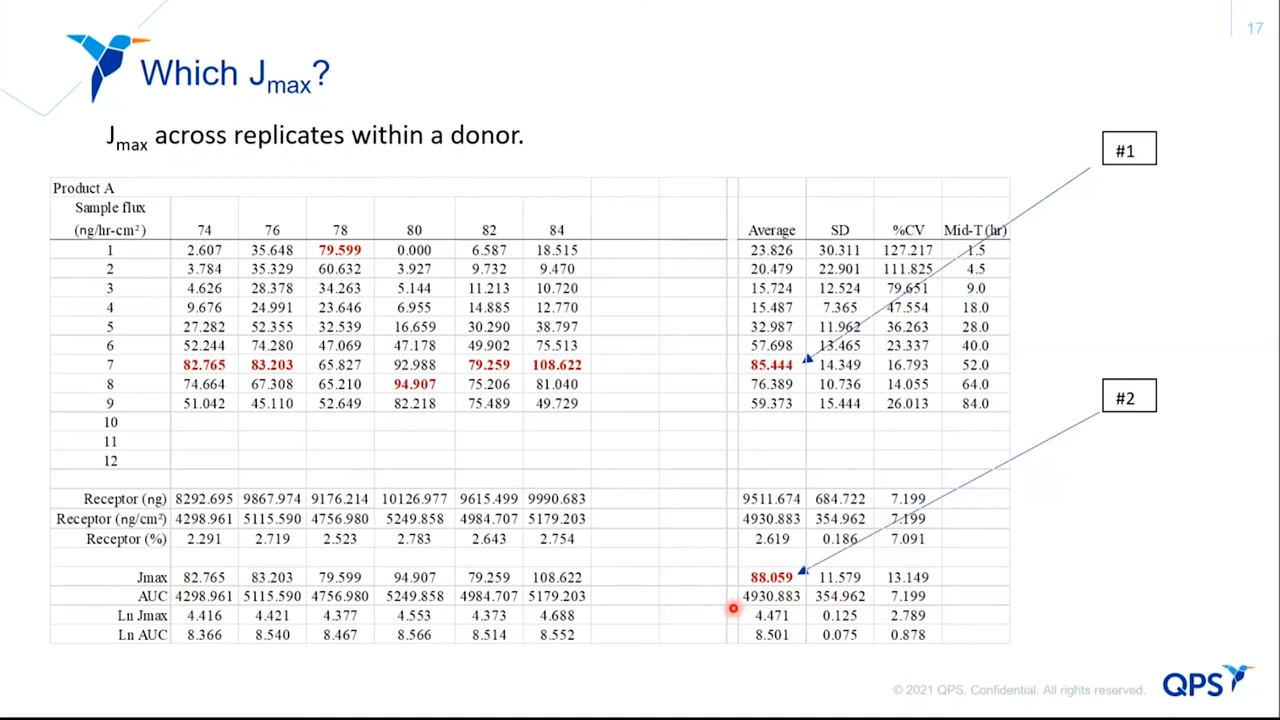 17
Which Jmax?
Jmax across replicates within a donor.
#1
Product A
Sample flux
(ng/hr-cm²) 74 76 78 80 82 84 Average SD %CV Mid-T (hr)
1 2.607 35.648 79.599 0.000 6.587 18.515 23.826 30.311 127.217 1.5
2 3.784 35.329 60.632 3.927 9.732 9.470 20.479 22.901 111.825 4.5
3 4.626 28.378 34.263 5.144 11.213 10.720 15.724 12.524 79.651 9.0
4 9.676 24.991 23.646 6.955 14.885 12.770 15.487 7.365 47.554 18.0
5 27.282 52.355 32.539 16.659 30.290 38.797 32.987 11.962 36.263 28.0
6 52.244 74.280 47.069 47.178 49.902 75.513 57.698 13.465 23.337 40.0
7 82.765 83.203 65.827 92.988 79.259 108.622 85.444 14.349 16.793 52.0
8 74.664 67.308 65.210 94.907 75.206 81.040 76.389 10.736 14.055 64.0
9 51.042 45.110 52.649 82.218 75.489 49.729 59.373 15.444 26.013 84.0
#2
10
11
12
Receptor (ng) 8292.695 9867.974 9176.214 10126.977 9615.499 9990.683 9511.674 684.722 7.199
Receptor (ng/cm²) 4298.961 5115.590 4756.980 5249.858 4984.707 5179.203 4930.883 354.962 7.199
Receptor (%) 2.291 2.719 2.523 2.783 2.643 2.754 2.619 0.186 7.091
Jmax 82.765 83.203 79.599 94.907 79.259 108.622 88.059 11.579 13.149
AUC 4298.961 5115.590 4756.980 5249.858 4984.707 5179.203 4930.883 354.962 7.199
Ln Jmax 4.416 4.421 4.377 4.553 4.373 4.688 4.471 0.125 2.789
Ln AUC 8.366 8.540 8.467 8.566 8.514 8.552 8.501 0.075 0.878
© 2021 QPS. Confidential. All rights reserved.
QPS